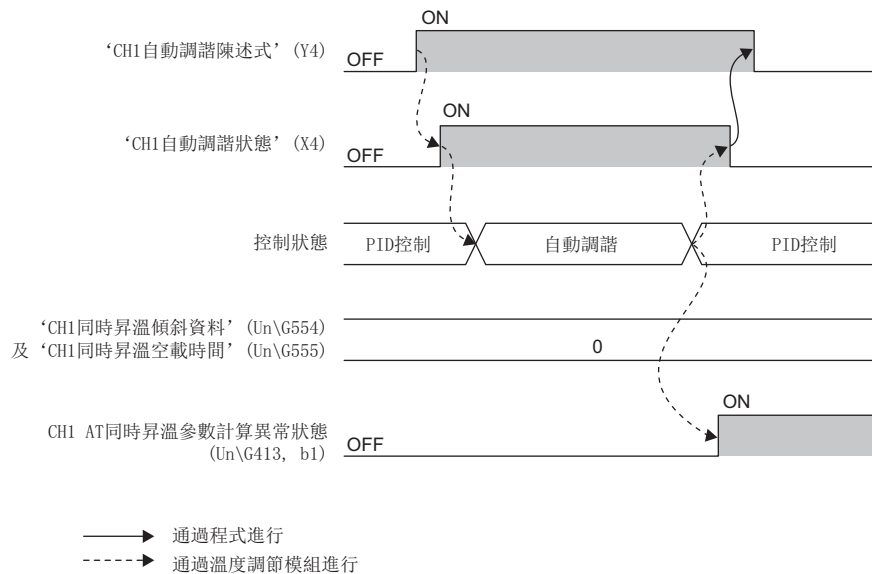 ON
‘CH1自動調諧陳述式’(Y4)
OFF
ON
‘CH1自動調諧狀態’(X4)
OFF
控制狀態
PID控制
自動調諧
PID控制
‘CH1同時昇溫傾斜資料’(Un\G554)
及‘CH1同時昇溫空載時間’(Un\G555)
0
ON
CH1 AT同時昇溫參數計算異常狀態
(Un\G413, b1)
OFF
通過程式進行
通過溫度調節模組進行